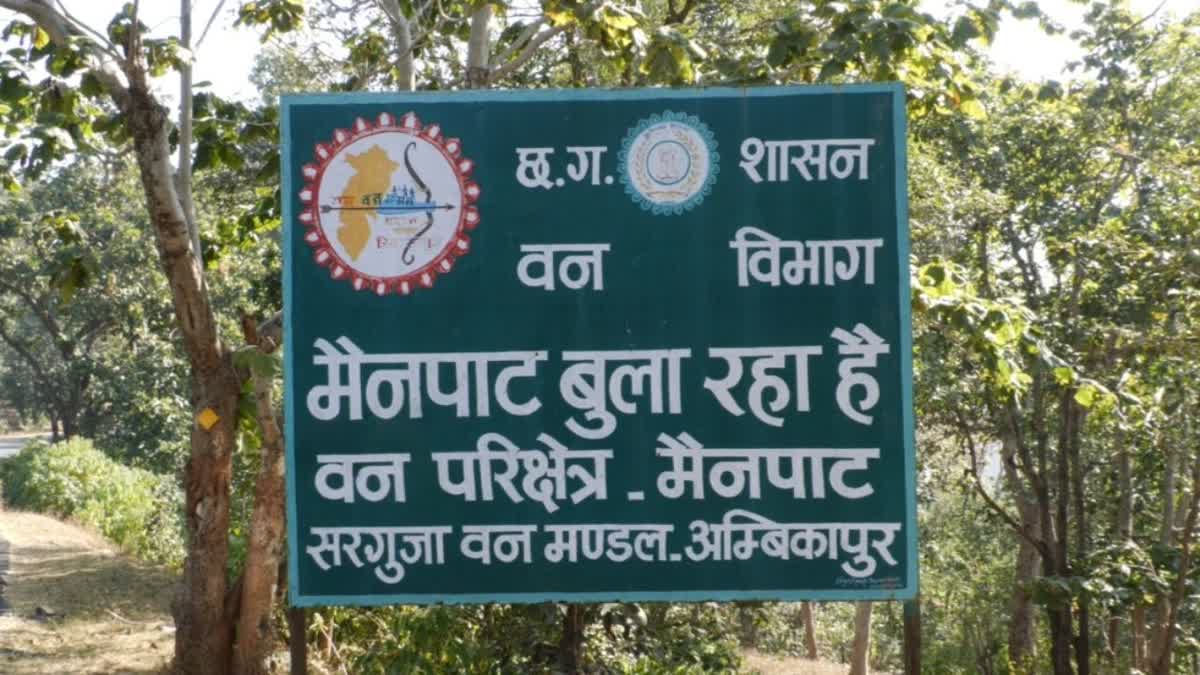 छ.ग. शासन
वन विभाग
मैनपाट बुला रहा है
वन परिक्षेत्र - मैनपाट
सरगुजा वन मण्डल-अम्बिकापुर